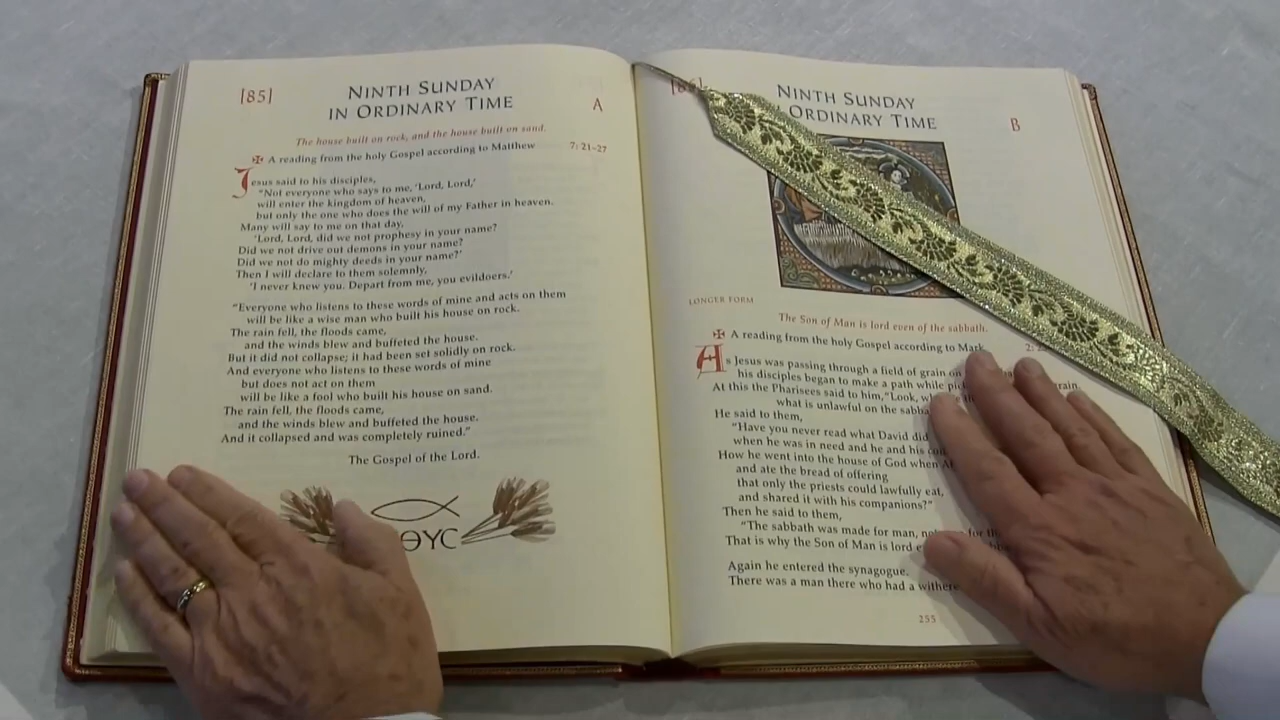 [85]
NINTH SUNDAY
IN ORDINARY TIME
A
The house built on rock, and the house built on sand.
✠ A reading from the holy Gospel according to Matthew 7: 21-27
Jesus said to his disciples,
"Not everyone who says to me, 'Lord, Lord,'
will enter the kingdom of heaven,
but only the one who does the will of my Father in heaven.
Many will say to me on that day,
'Lord, Lord, did we not prophesy in your name?
Did we not drive out demons in your name?
Did we not do mighty deeds in your name?'
Then I will declare to them solemnly,
'I never knew you. Depart from me, you evildoers.'
"Everyone who listens to these words of mine and acts on them
will be like a wise man who built his house on rock.
The rain fell, the floods came,
and the winds blew and buffeted the house.
But it did not collapse; it had been set solidly on rock.
And everyone who listens to these words of mine
but does not act on them
will be like a fool who built his house on sand.
The rain fell, the floods came,
and the winds blew and buffeted the house.
And it collapsed and was completely ruined."
The Gospel of the Lord.
ΘΥC
[86]
NINTH SUNDAY
ORDINARY TIME
B
LONGER FORM
The Son of Man is lord even of the sabbath.
✠ A reading from the holy Gospel according to Mark 2:
As Jesus was passing through a field of grain on
his disciples began to make a path while grain.
At this the Pharisees said to him, "Look,
what is unlawful on the
He said to them,
"Have you never read what David did
when he was in need and he and his
How he went into the house of God when
and ate the bread of offering
that only the priests could lawfully eat,
and shared it with his companions?"
Then he said to them,
"The sabbath was made for man, not for
That is why the Son of Man is lord
Again he entered the synagogue.
There was a man there who had a
255